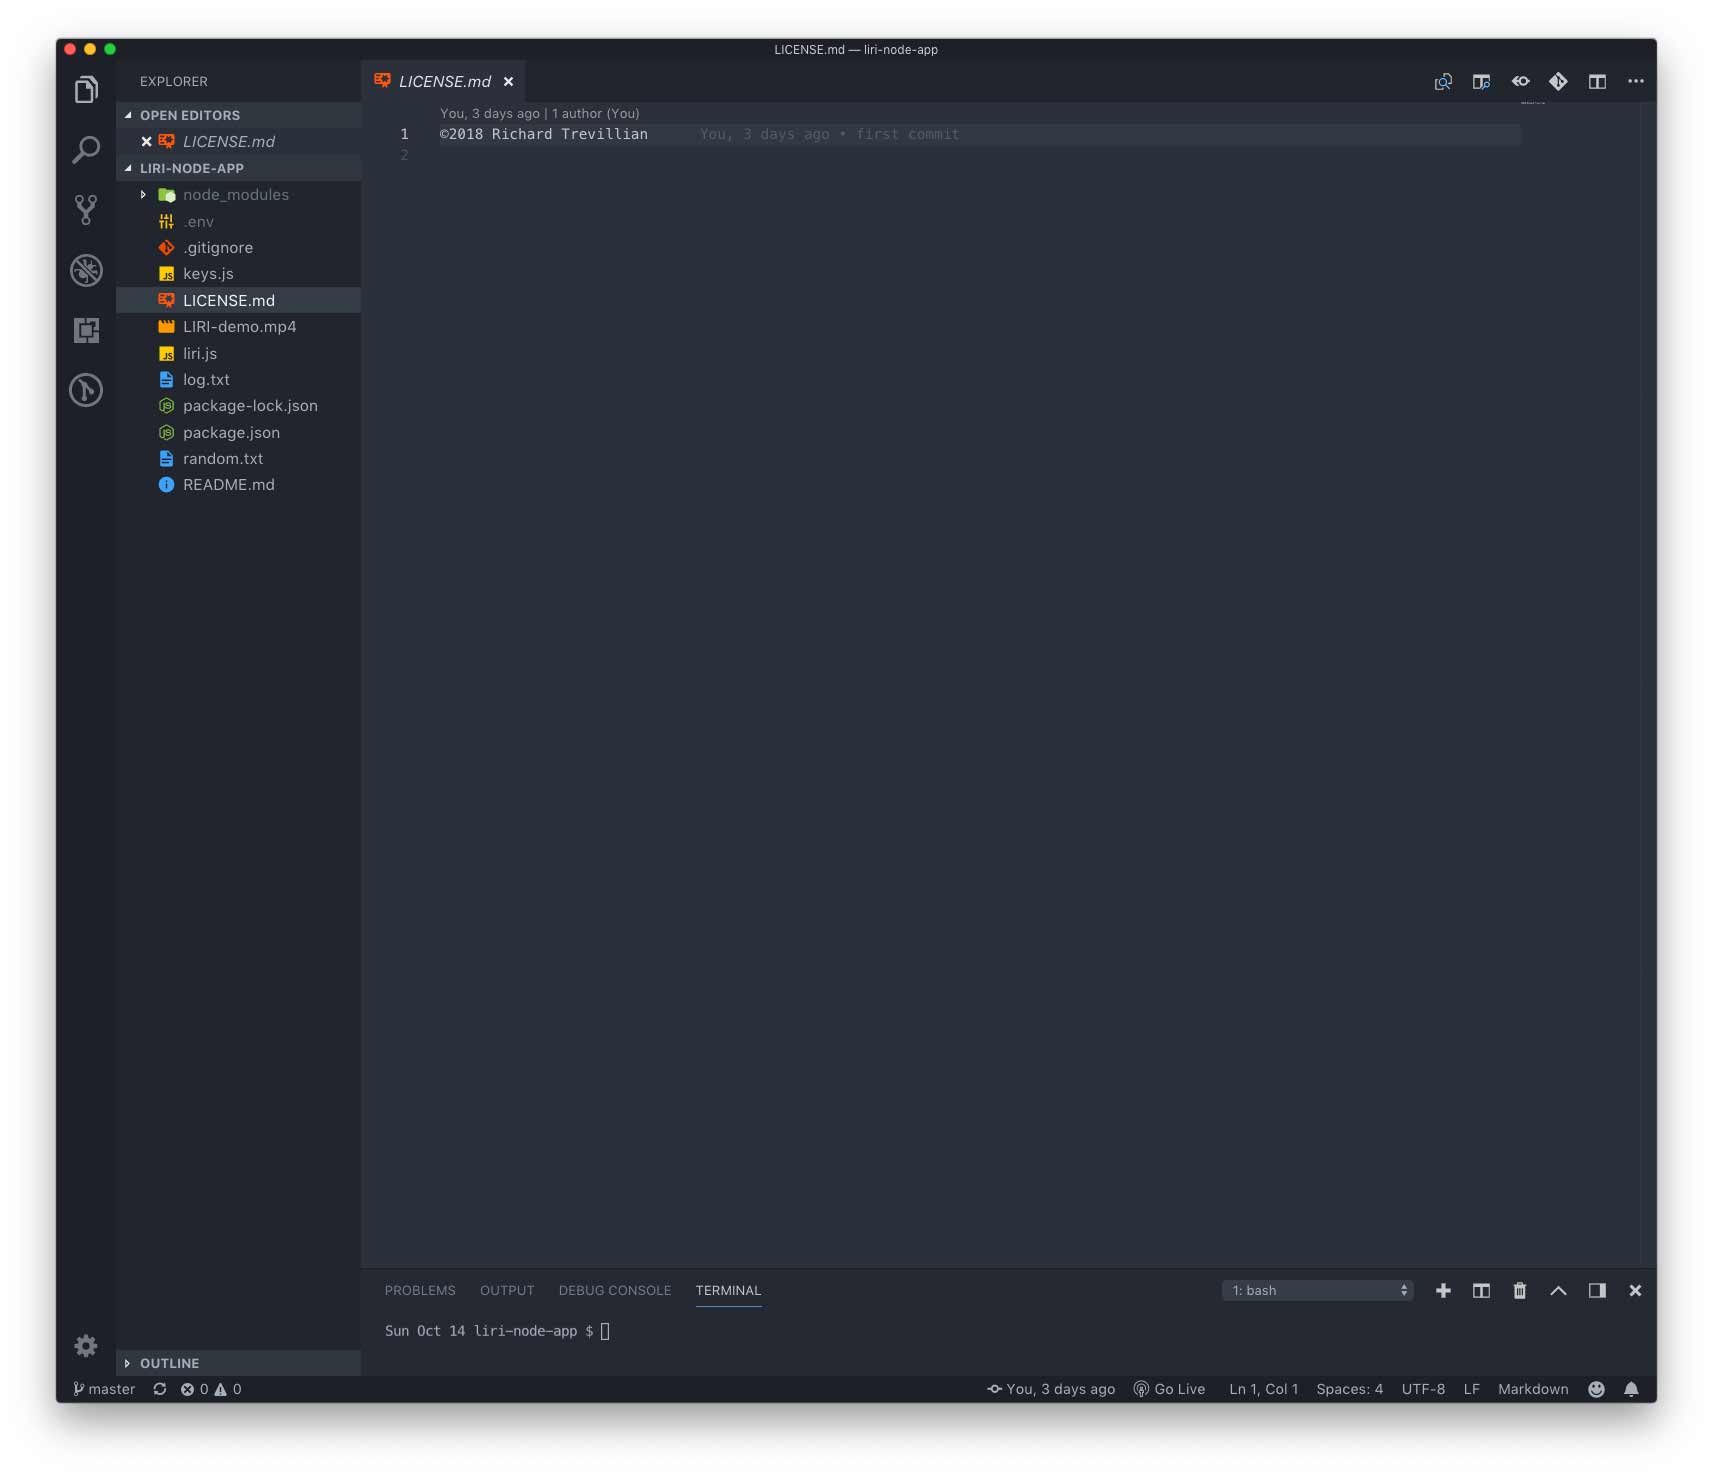 LICENSE.md — liri-node-app
EXPLORER
OPEN EDITORS
LICENSE.md
LIRI-NODE-APP
node_modules
.env
.gitignore
keys.js
LICENSE.md
LIRI-demo.mp4
liri.js
log.txt
package-lock.json
package.json
random.txt
README.md
OUTLINE
LICENSE.md
You, 3 days ago | 1 author (You)
1 ©2018 Richard Trevillian You, 3 days ago • first commit
2
PROBLEMS OUTPUT DEBUG CONSOLE TERMINAL 1: bash
Sun Oct 14 liri-node-app $
master 0 0 You, 3 days ago Go Live Ln 1, Col 1 Spaces: 4 UTF-8 LF Markdown